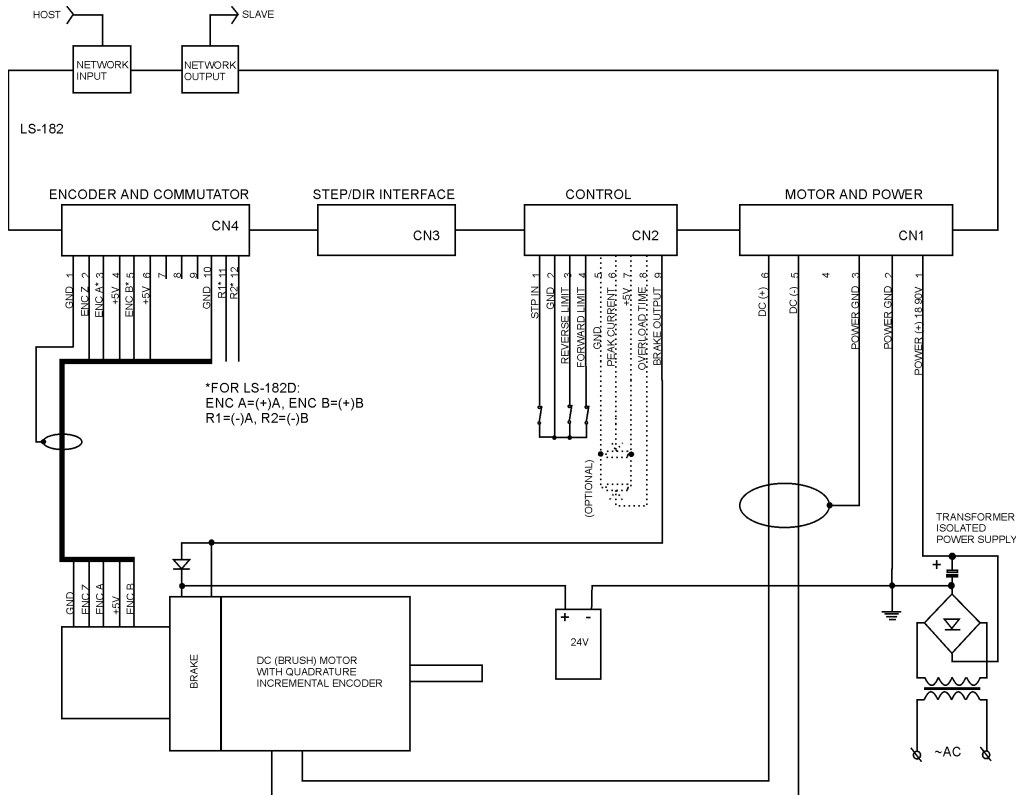 HOST
SLAVE
NETWORK
INPUT
NETWORK
OUTPUT
LS-182
ENCODER AND COMMUTATOR
STEP/DIR INTERFACE
CONTROL
MOTOR AND POWER
CN4
CN3
CN2
CN1
GND 1
ENC Z 2
ENC A* 3
+5V 4
ENC B* 5
+5V 6
7
8
9
GND 10
R1* 11
R2* 12
STP IN 1
GND 2
REVERSE LIMIT 3
FORWARD LIMIT 4
GND 5
PEAK CURRENT 6
+5V 7
OVERLOAD TIME 8
BRAKE OUTPUT 9
DC (+) 6
DC (-) 5
4
POWER GND 3
POWER GND 2
POWER (+) 18 90V 1
*FOR LS-182D:
ENC A=(+)A, ENC B=(+)B
R1=(-)A, R2=(-)B
(OPTIONAL)
TRANSFORMER
ISOLATED
POWER SUPPLY
+
GND
ENC Z
ENC A
+5V
ENC B
+ -
24V
BRAKE
DC (BRUSH) MOTOR
WITH QUADRATURE
INCREMENTAL ENCODER
~AC